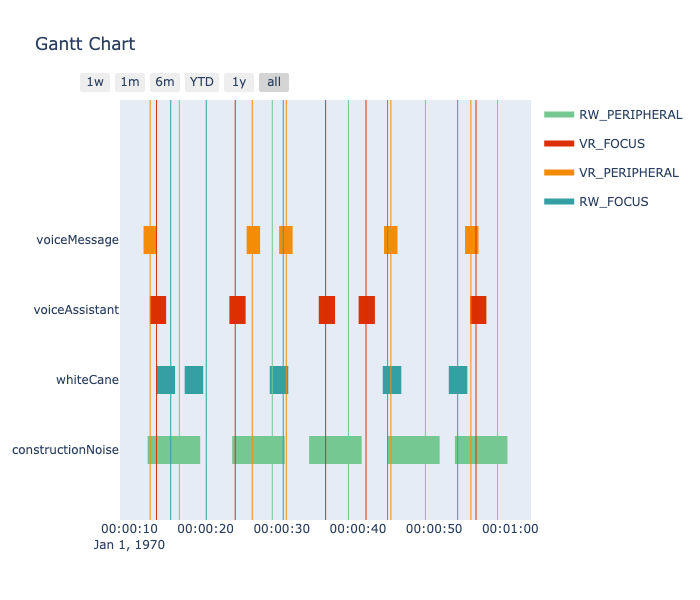 Gantt Chart
1w 1m 6m YTD 1y all
RW_PERIPHERAL
VR_FOCUS
VR_PERIPHERAL
RW_FOCUS
voiceMessage
voiceAssistant
whiteCane
constructionNoise
00:00:10 00:00:20 00:00:30 00:00:40 00:00:50 00:01:00
Jan 1, 1970